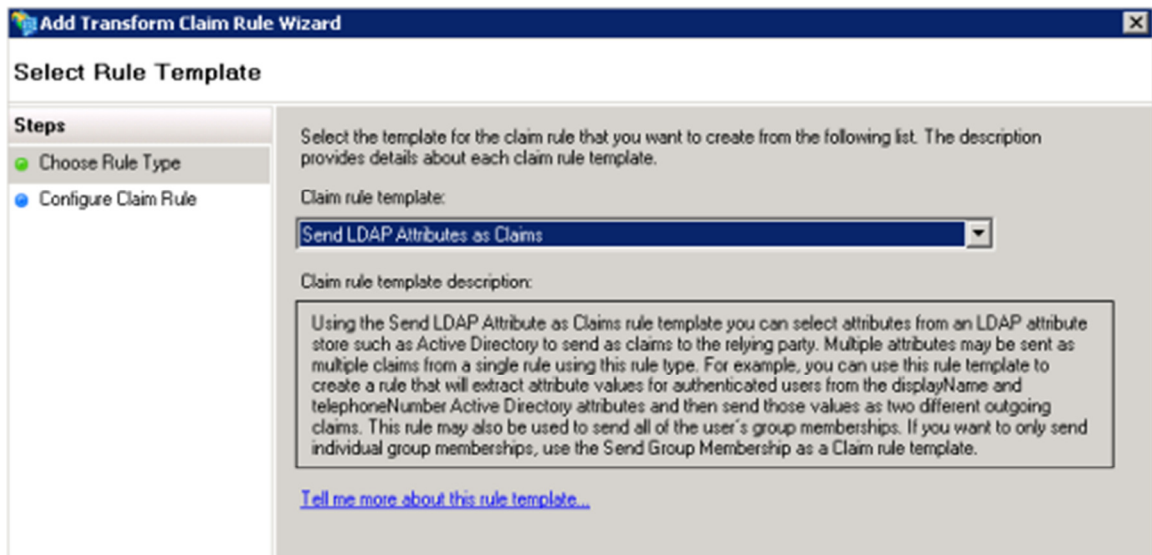 Add Transform Claim Rule Wizard
Select Rule Template
Steps
Choose Rule Type
Configure Claim Rule
Select the template for the claim rule that you want to create from the following list. The description
provides details about each claim rule template.
Claim rule template:
Send LDAP Attributes as Claims
Claim rule template description:
Using the Send LDAP Attribute as Claims rule template you can select attributes from an LDAP attribute
store such as Active Directory to send as claims to the relying party. Multiple attributes may be sent as
multiple claims from a single rule using this rule type. For example, you can use this rule template to
create a rule that will extract attribute values for authenticated users from the displayName and
telephoneNumber Active Directory attributes and then send those values as two different outgoing
claims. This rule may also be used to send all of the user's group memberships. If you want to only send
individual group memberships, use the Send Group Membership as a Claim rule template.
Tell me more about this rule template...